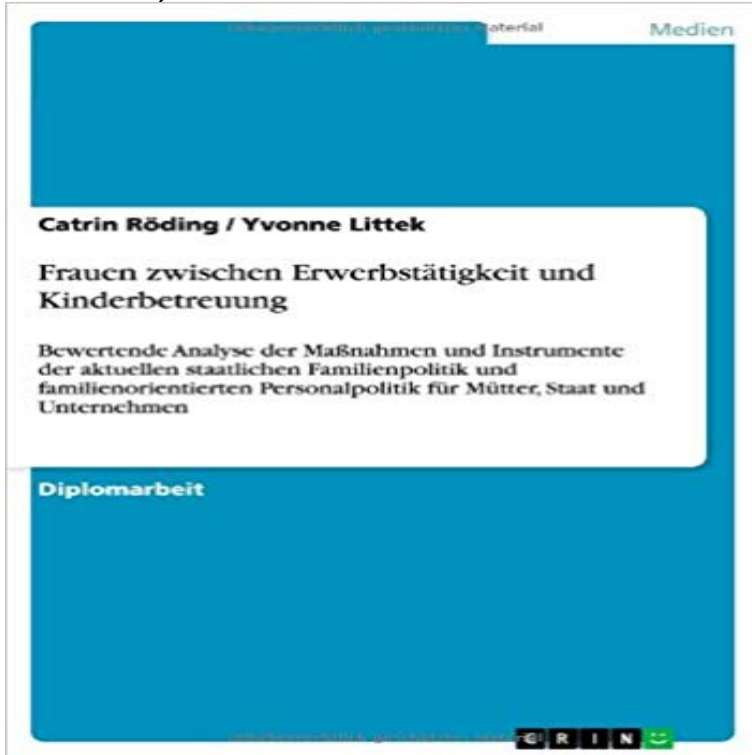 Material
Medien
Catrin Röding / Yvonne Littek
Frauen zwischen Erwerbstätigkeit und
Kinderbetreuung
Bewertende Analyse der Maßnahmen und Instrumente
der aktuellen staatlichen Familienpolitik und
familienorientierten Personalpolitik für Mütter, Staat und
Unternehmen
Diplomarbeit
G R I N